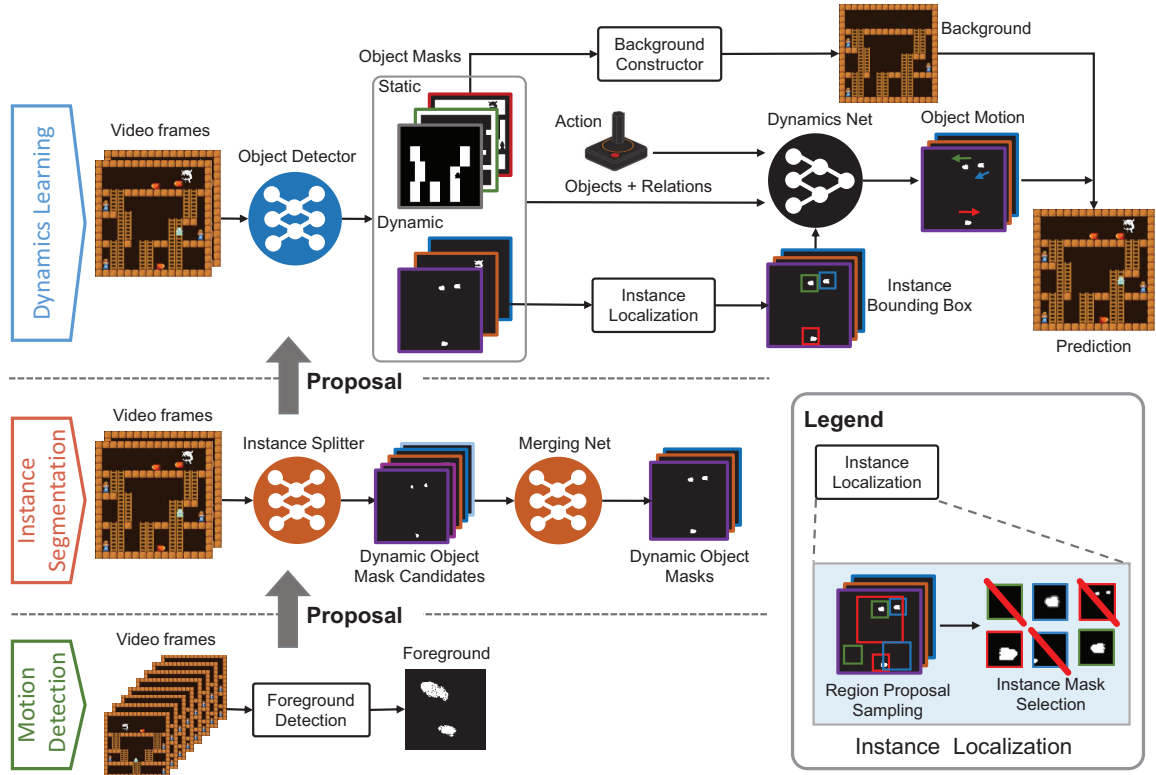 Dynamics Learning
Video frames
Object Detector
Object Masks
Static
Dynamic
Background
Constructor
Background
Action
Objects + Relations
Dynamics Net
Object Motion
Instance
Localization
Instance
Bounding Box
Prediction
Proposal
Instance
Segmentation
Video frames
Instance Splitter
Dynamic Object
Mask Candidates
Merging Net
Dynamic Object
Masks
Proposal
Motion
Detection
Video frames
Foreground
Detection
Foreground
Legend
Instance
Localization
Region Proposal
Sampling
Instance Mask
Selection
Instance Localization